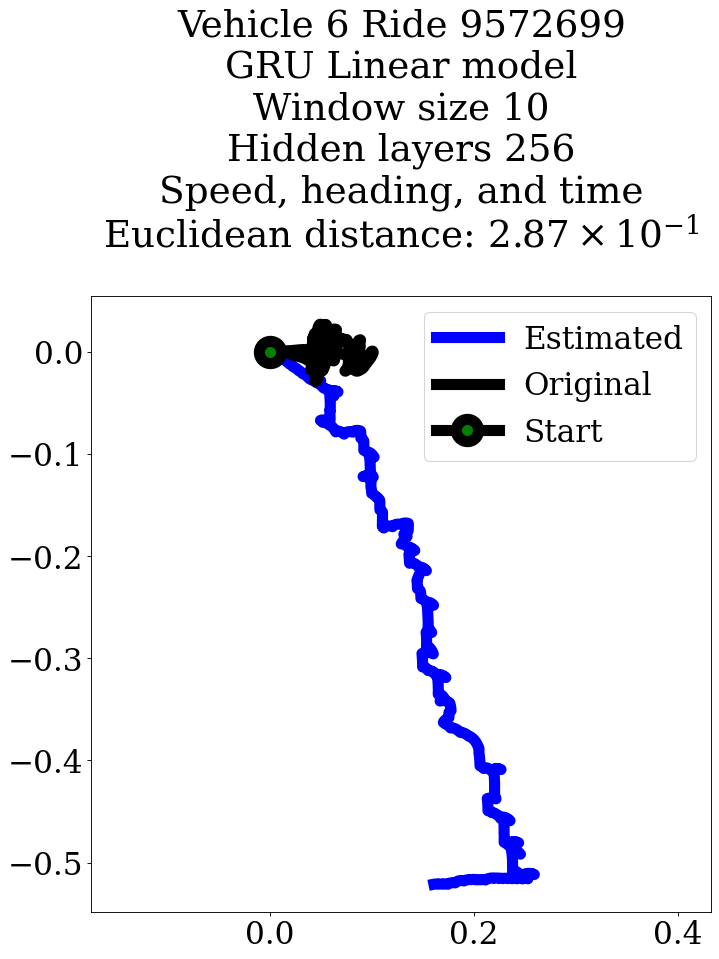 Vehicle 6 Ride 9572699
GRU Linear model
Window size 10
Hidden layers 256
Speed, heading, and time
Euclidean distance: 2.87 × 10⁻¹
Estimated
Original
Start
0.0
−0.1
−0.2
−0.3
−0.4
−0.5
0.0
0.2
0.4